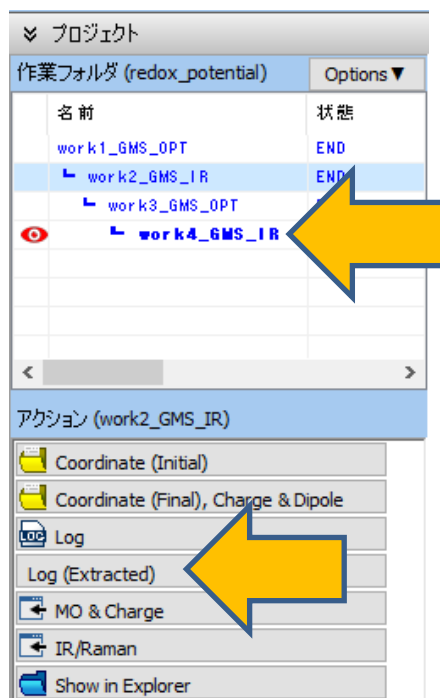 プロジェクト
作業フォルダ (redox_potential) Options▼
名前 状態
work1_GMS_OPT END
work2_GMS_IR END
work3_GMS_OPT
work4_GMS_IR
アクション (work2_GMS_IR)
Coordinate (Initial)
Coordinate (Final), Charge & Dipole
LOG Log
Log (Extracted)
MO & Charge
IR/Raman
Show in Explorer